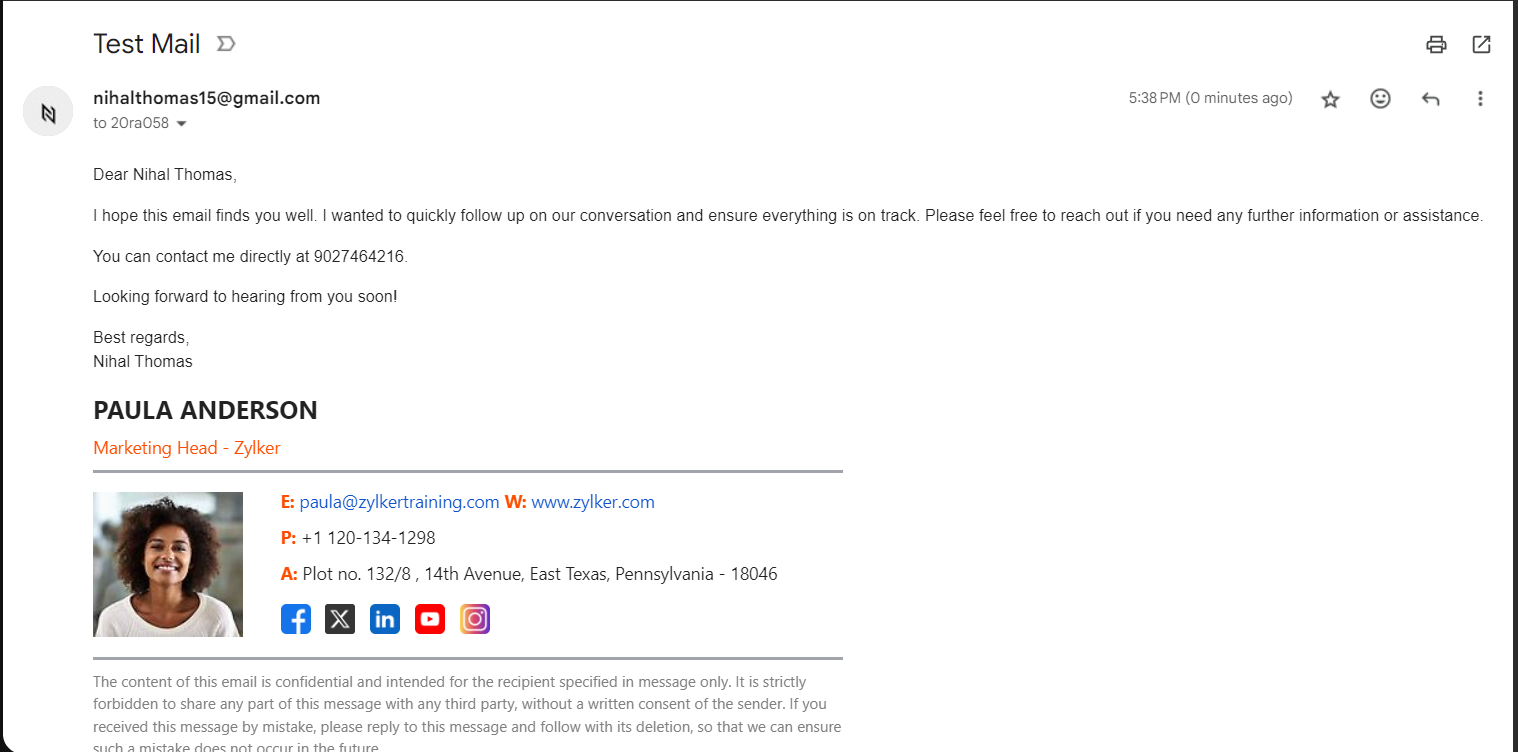 Test Mail
nihalthomas15@gmail.com
5:38 PM (0 minutes ago)
to 20ra058
Dear Nihal Thomas,
I hope this email finds you well. I wanted to quickly follow up on our conversation and ensure everything is on track. Please feel free to reach out if you need any further information or assistance.
You can contact me directly at 9027464216.
Looking forward to hearing from you soon!
Best regards,
Nihal Thomas
PAULA ANDERSON
Marketing Head - Zylker
E: paula@zylkertraining.com W: www.zylker.com
P: +1 120-134-1298
A: Plot no. 132/8 , 14th Avenue, East Texas, Pennsylvania - 18046
The content of this email is confidential and intended for the recipient specified in message only. It is strictly
forbidden to share any part of this message with any third party, without a written consent of the sender. If you
received this message by mistake, please reply to this message and follow with its deletion, so that we can ensure
such a mistake does not occur in the future.